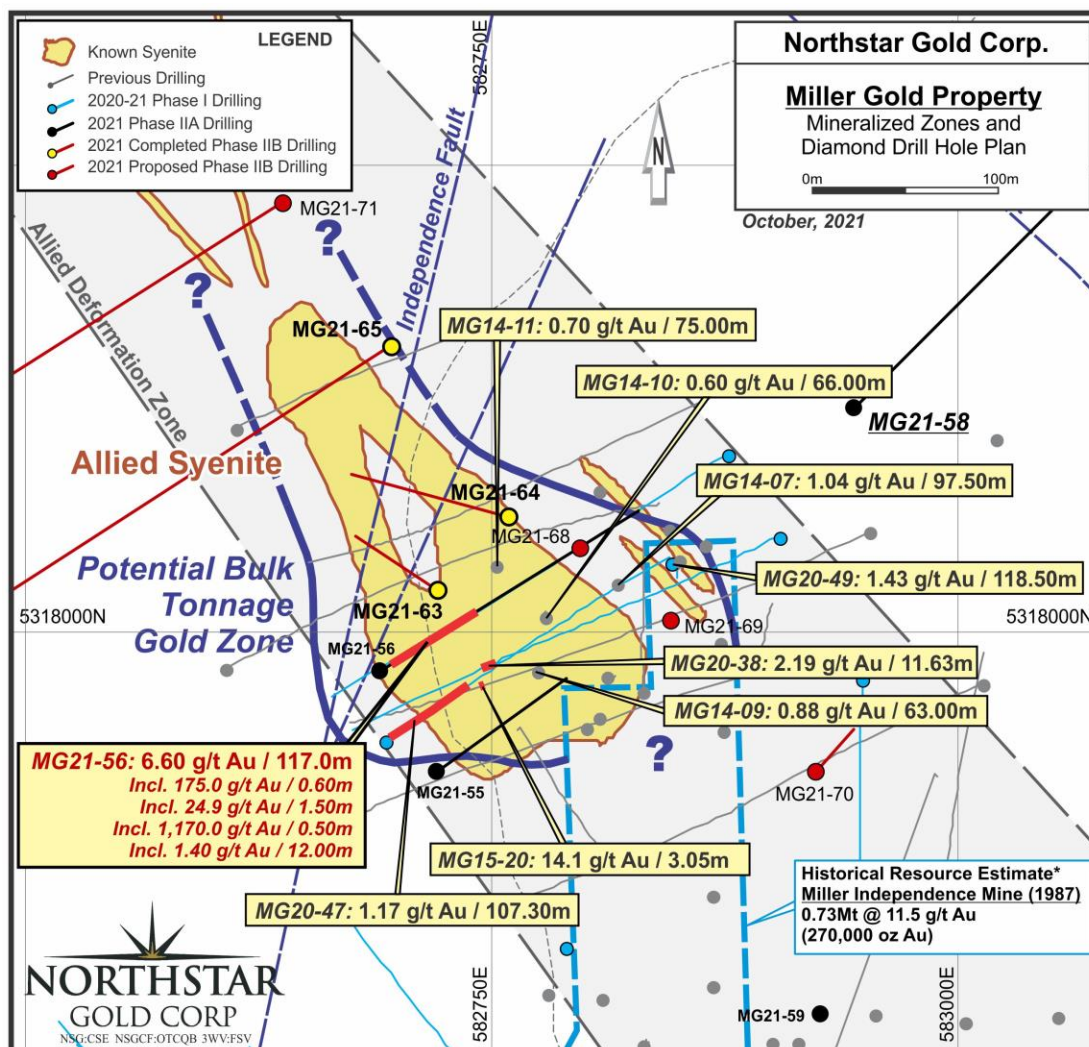 LEGEND
Known Syenite
Previous Drilling
2020-21 Phase I Drilling
2021 Phase IIA Drilling
2021 Completed Phase IIB Drilling
2021 Proposed Phase IIB Drilling
582750E
Northstar Gold Corp.
Miller Gold Property
Mineralized Zones and
Diamond Drill Hole Plan
0m 100m
October, 2021
N
MG21-71
?
?
Independence Fault
Allied Deformation Zone
MG21-65
MG14-11: 0.70 g/t Au / 75.00m
MG14-10: 0.60 g/t Au / 66.00m
MG21-58
Allied Syenite
MG14-07: 1.04 g/t Au / 97.50m
MG21-64
MG21-68
Potential Bulk
Tonnage
Gold Zone
MG20-49: 1.43 g/t Au / 118.50m
MG21-63
5318000N
MG21-69
5318000N
MG21-56
MG20-38: 2.19 g/t Au / 11.63m
MG14-09: 0.88 g/t Au / 63.00m
?
MG21-56: 6.60 g/t Au / 117.0m
Incl. 175.0 g/t Au / 0.60m
Incl. 24.9 g/t Au / 1.50m
Incl. 1,170.0 g/t Au / 0.50m
Incl. 1.40 g/t Au / 12.00m
MG21-55
MG21-70
MG15-20: 14.1 g/t Au / 3.05m
Historical Resource Estimate*
Miller Independence Mine (1987)
0.73Mt @ 11.5 g/t Au
(270,000 oz Au)
MG20-47: 1.17 g/t Au / 107.30m
NORTHSTAR
GOLD CORP
NSG:CSE NSGCF:OTCQB 3WV:FSV
582750E
583000E
MG21-59